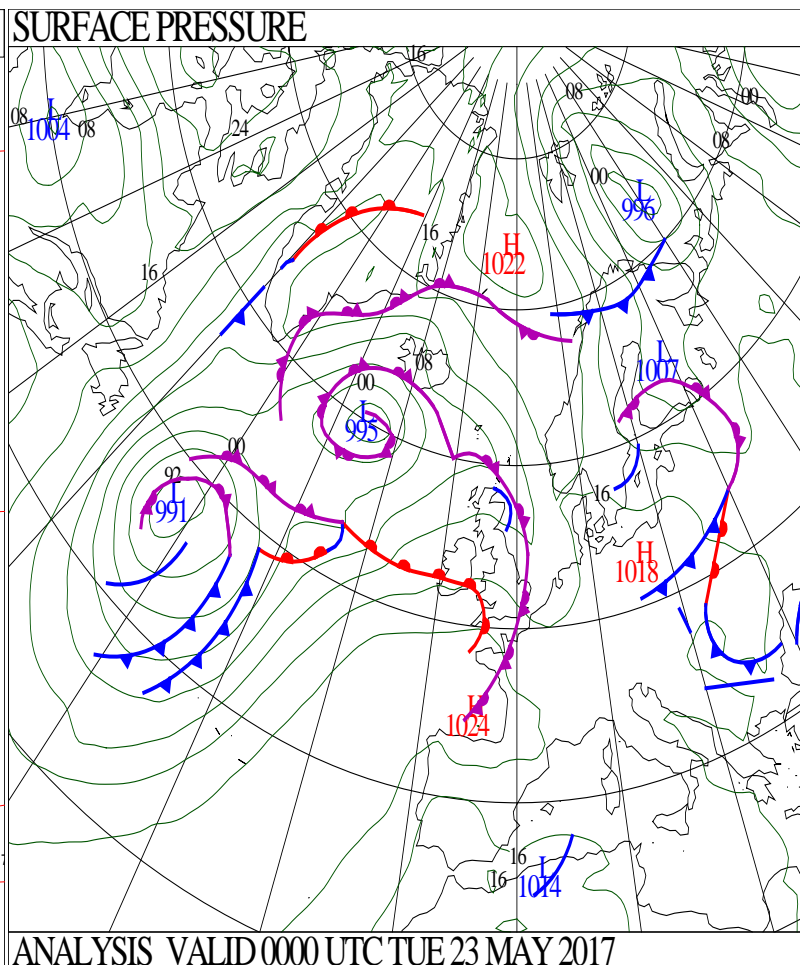 SURFACE PRESSURE
16
08
00
L
1004
08
08
24
08
00
L
996
16
H
1022
16
L
1007
08
00
L
995
00
92
L
991
16
H
1018
H
1024
16
L
1014
16
ANALYSIS VALID 0000 UTC TUE 23 MAY 2017